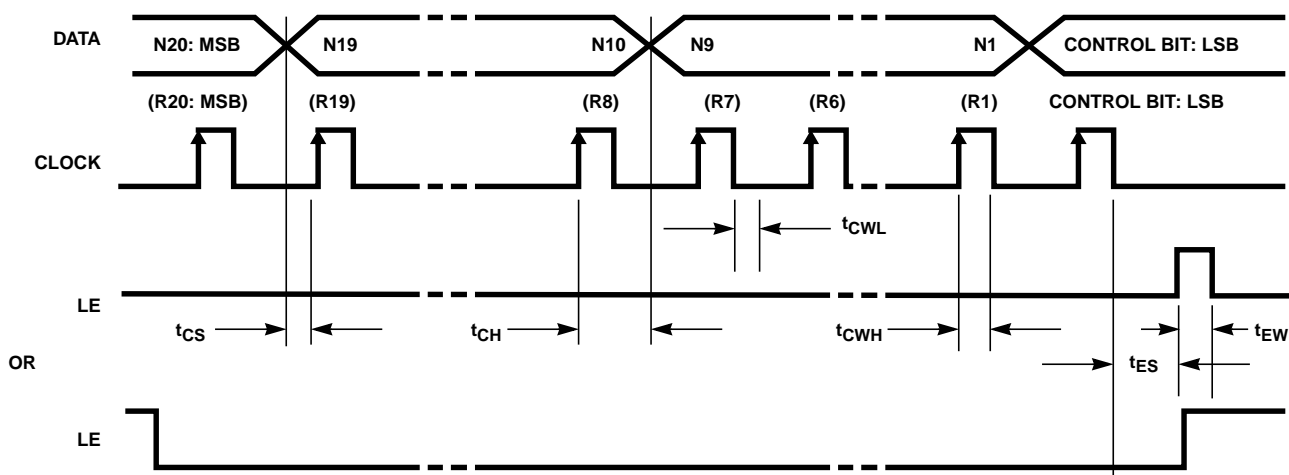 DATA N20: MSB N19 N10 N9 N1 CONTROL BIT: LSB
(R20: MSB) (R19) (R8) (R7) (R6) (R1) CONTROL BIT: LSB
CLOCK
tCWL
LE
tCS tCH tCWH tEW
OR tES
LE